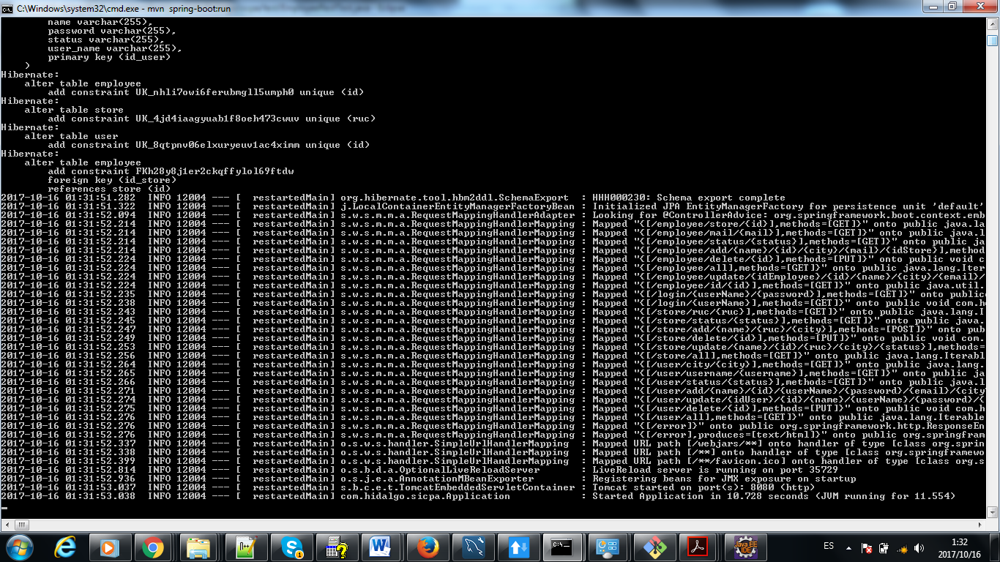 C:\Windows\system32\cmd.exe - mvn spring-boot:run
name varchar(255),
password varchar(255),
status varchar(255),
user_name varchar(255),
primary key (id_user)
)
Hibernate:
alter table employee
add constraint UK_nhli7owi6ferubmgll5umph0 unique (id)
Hibernate:
alter table store
add constraint UK_4jd4iaagyuab1f8oeh473cwuv unique (ruc)
Hibernate:
alter table user
add constraint UK_8qtpnv06elxuryeuv1ac4ximm unique (id)
Hibernate:
alter table employee
add constraint FKh28y8j1er2ckqffylol69ftdw
foreign key (id_store)
references store (id)
2017-10-16 01:31:51.282 INFO 12004 --- [ restartedMain] org.hibernate.tool.hbm2ddl.SchemaExport : HHH000230: Schema export complete
2017-10-16 01:31:51.322 INFO 12004 --- [ restartedMain] j.LocalContainerEntityManagerFactoryBean : Initialized JPA EntityManagerFactory for persistence unit 'default'
2017-10-16 01:31:52.094 INFO 12004 --- [ restartedMain] s.w.s.m.m.a.RequestMappingHandlerAdapter : Looking for @ControllerAdvice: org.springframework.boot.context.emb
2017-10-16 01:31:52.214 INFO 12004 --- [ restartedMain] s.w.s.m.m.a.RequestMappingHandlerMapping : Mapped "{[/employee/store/{id}],methods=[GET]}" onto public java.la
2017-10-16 01:31:52.214 INFO 12004 --- [ restartedMain] s.w.s.m.m.a.RequestMappingHandlerMapping : Mapped "{[/employee/mail/{mail}],methods=[GET]}" onto public java.l
2017-10-16 01:31:52.214 INFO 12004 --- [ restartedMain] s.w.s.m.m.a.RequestMappingHandlerMapping : Mapped "{[/employee/status/{status}],methods=[GET]}" onto public ja
2017-10-16 01:31:52.214 INFO 12004 --- [ restartedMain] s.w.s.m.m.a.RequestMappingHandlerMapping : Mapped "{[/employee/add/{name}/{id}/{city}/{mail}/{idStore}],method
2017-10-16 01:31:52.224 INFO 12004 --- [ restartedMain] s.w.s.m.m.a.RequestMappingHandlerMapping : Mapped "{[/employee/delete/{id}],methods=[PUT]}" onto public void c
2017-10-16 01:31:52.224 INFO 12004 --- [ restartedMain] s.w.s.m.m.a.RequestMappingHandlerMapping : Mapped "{[/employee/all],methods=[GET]}" onto public java.lang.Iter
2017-10-16 01:31:52.224 INFO 12004 --- [ restartedMain] s.w.s.m.m.a.RequestMappingHandlerMapping : Mapped "{[/employee/update/{idEmployee}/{id}/{name}/{city}/{email}/
2017-10-16 01:31:52.224 INFO 12004 --- [ restartedMain] s.w.s.m.m.a.RequestMappingHandlerMapping : Mapped "{[/employee/id/{id}],methods=[GET]}" onto public java.util.
2017-10-16 01:31:52.235 INFO 12004 --- [ restartedMain] s.w.s.m.m.a.RequestMappingHandlerMapping : Mapped "{[/login/{userName}/{password}],methods=[GET]}" onto public
2017-10-16 01:31:52.238 INFO 12004 --- [ restartedMain] s.w.s.m.m.a.RequestMappingHandlerMapping : Mapped "{[/login/{userName}],methods=[GET]}" onto public void com.h
2017-10-16 01:31:52.243 INFO 12004 --- [ restartedMain] s.w.s.m.m.a.RequestMappingHandlerMapping : Mapped "{[/store/ruc/{ruc}],methods=[GET]}" onto public java.lang.I
2017-10-16 01:31:52.245 INFO 12004 --- [ restartedMain] s.w.s.m.m.a.RequestMappingHandlerMapping : Mapped "{[/store/status/{status}],methods=[GET]}" onto public java.
2017-10-16 01:31:52.247 INFO 12004 --- [ restartedMain] s.w.s.m.m.a.RequestMappingHandlerMapping : Mapped "{[/store/add/{name}/{ruc}/{city}],methods=[POST]}" onto pub
2017-10-16 01:31:52.249 INFO 12004 --- [ restartedMain] s.w.s.m.m.a.RequestMappingHandlerMapping : Mapped "{[/store/delete/{id}],methods=[PUT]}" onto public void com.
2017-10-16 01:31:52.253 INFO 12004 --- [ restartedMain] s.w.s.m.m.a.RequestMappingHandlerMapping : Mapped "{[/store/update/{name}/{id}/{ruc}/{city}/{status}],methods=
2017-10-16 01:31:52.256 INFO 12004 --- [ restartedMain] s.w.s.m.m.a.RequestMappingHandlerMapping : Mapped "{[/store/all],methods=[GET]}" onto public java.lang.Iterabl
2017-10-16 01:31:52.264 INFO 12004 --- [ restartedMain] s.w.s.m.m.a.RequestMappingHandlerMapping : Mapped "{[/user/city/{city}],methods=[GET]}" onto public java.lang.
2017-10-16 01:31:52.265 INFO 12004 --- [ restartedMain] s.w.s.m.m.a.RequestMappingHandlerMapping : Mapped "{[/user/username/{username}],methods=[GET]}" onto public ja
2017-10-16 01:31:52.266 INFO 12004 --- [ restartedMain] s.w.s.m.m.a.RequestMappingHandlerMapping : Mapped "{[/user/status/{status}],methods=[GET]}" onto public java.l
2017-10-16 01:31:52.271 INFO 12004 --- [ restartedMain] s.w.s.m.m.a.RequestMappingHandlerMapping : Mapped "{[/user/add/{name}/{id}/{userName}/{password}/{email}/{city
2017-10-16 01:31:52.274 INFO 12004 --- [ restartedMain] s.w.s.m.m.a.RequestMappingHandlerMapping : Mapped "{[/user/update/{idUser}/{id}/{name}/{userName}/{password}/{
2017-10-16 01:31:52.275 INFO 12004 --- [ restartedMain] s.w.s.m.m.a.RequestMappingHandlerMapping : Mapped "{[/user/delete/{id}],methods=[PUT]}" onto public void com.h
2017-10-16 01:31:52.276 INFO 12004 --- [ restartedMain] s.w.s.m.m.a.RequestMappingHandlerMapping : Mapped "{[/user/all],methods=[GET]}" onto public java.lang.Iterable
2017-10-16 01:31:52.276 INFO 12004 --- [ restartedMain] s.w.s.m.m.a.RequestMappingHandlerMapping : Mapped "{[/error]}" onto public org.springframework.http.ResponseEn
2017-10-16 01:31:52.276 INFO 12004 --- [ restartedMain] s.w.s.m.m.a.RequestMappingHandlerMapping : Mapped "{[/error],produces=[text/html]}" onto public org.springfram
2017-10-16 01:31:52.337 INFO 12004 --- [ restartedMain] o.s.w.s.handler.SimpleUrlHandlerMapping : Mapped URL path [/webjars/**] onto handler of type [class org.sprin
2017-10-16 01:31:52.338 INFO 12004 --- [ restartedMain] o.s.w.s.handler.SimpleUrlHandlerMapping : Mapped URL path [/**] onto handler of type [class org.springframewo
2017-10-16 01:31:52.399 INFO 12004 --- [ restartedMain] o.s.w.s.handler.SimpleUrlHandlerMapping : Mapped URL path [/**/favicon.ico] onto handler of type [class org.s
2017-10-16 01:31:52.814 INFO 12004 --- [ restartedMain] o.s.b.d.a.OptionalLiveReloadServer : LiveReload server is running on port 35729
2017-10-16 01:31:52.936 INFO 12004 --- [ restartedMain] o.s.j.e.a.AnnotationMBeanExporter : Registering beans for JMX exposure on startup
2017-10-16 01:31:53.037 INFO 12004 --- [ restartedMain] s.b.c.e.t.TomcatEmbeddedServletContainer : Tomcat started on port(s): 8080 (http)
2017-10-16 01:31:53.038 INFO 12004 --- [ restartedMain] com.hidalgo.sicpa.Application : Started Application in 10.728 seconds (JVM running for 11.554)
ES
1:32
2017/10/16
Java EE
IDE